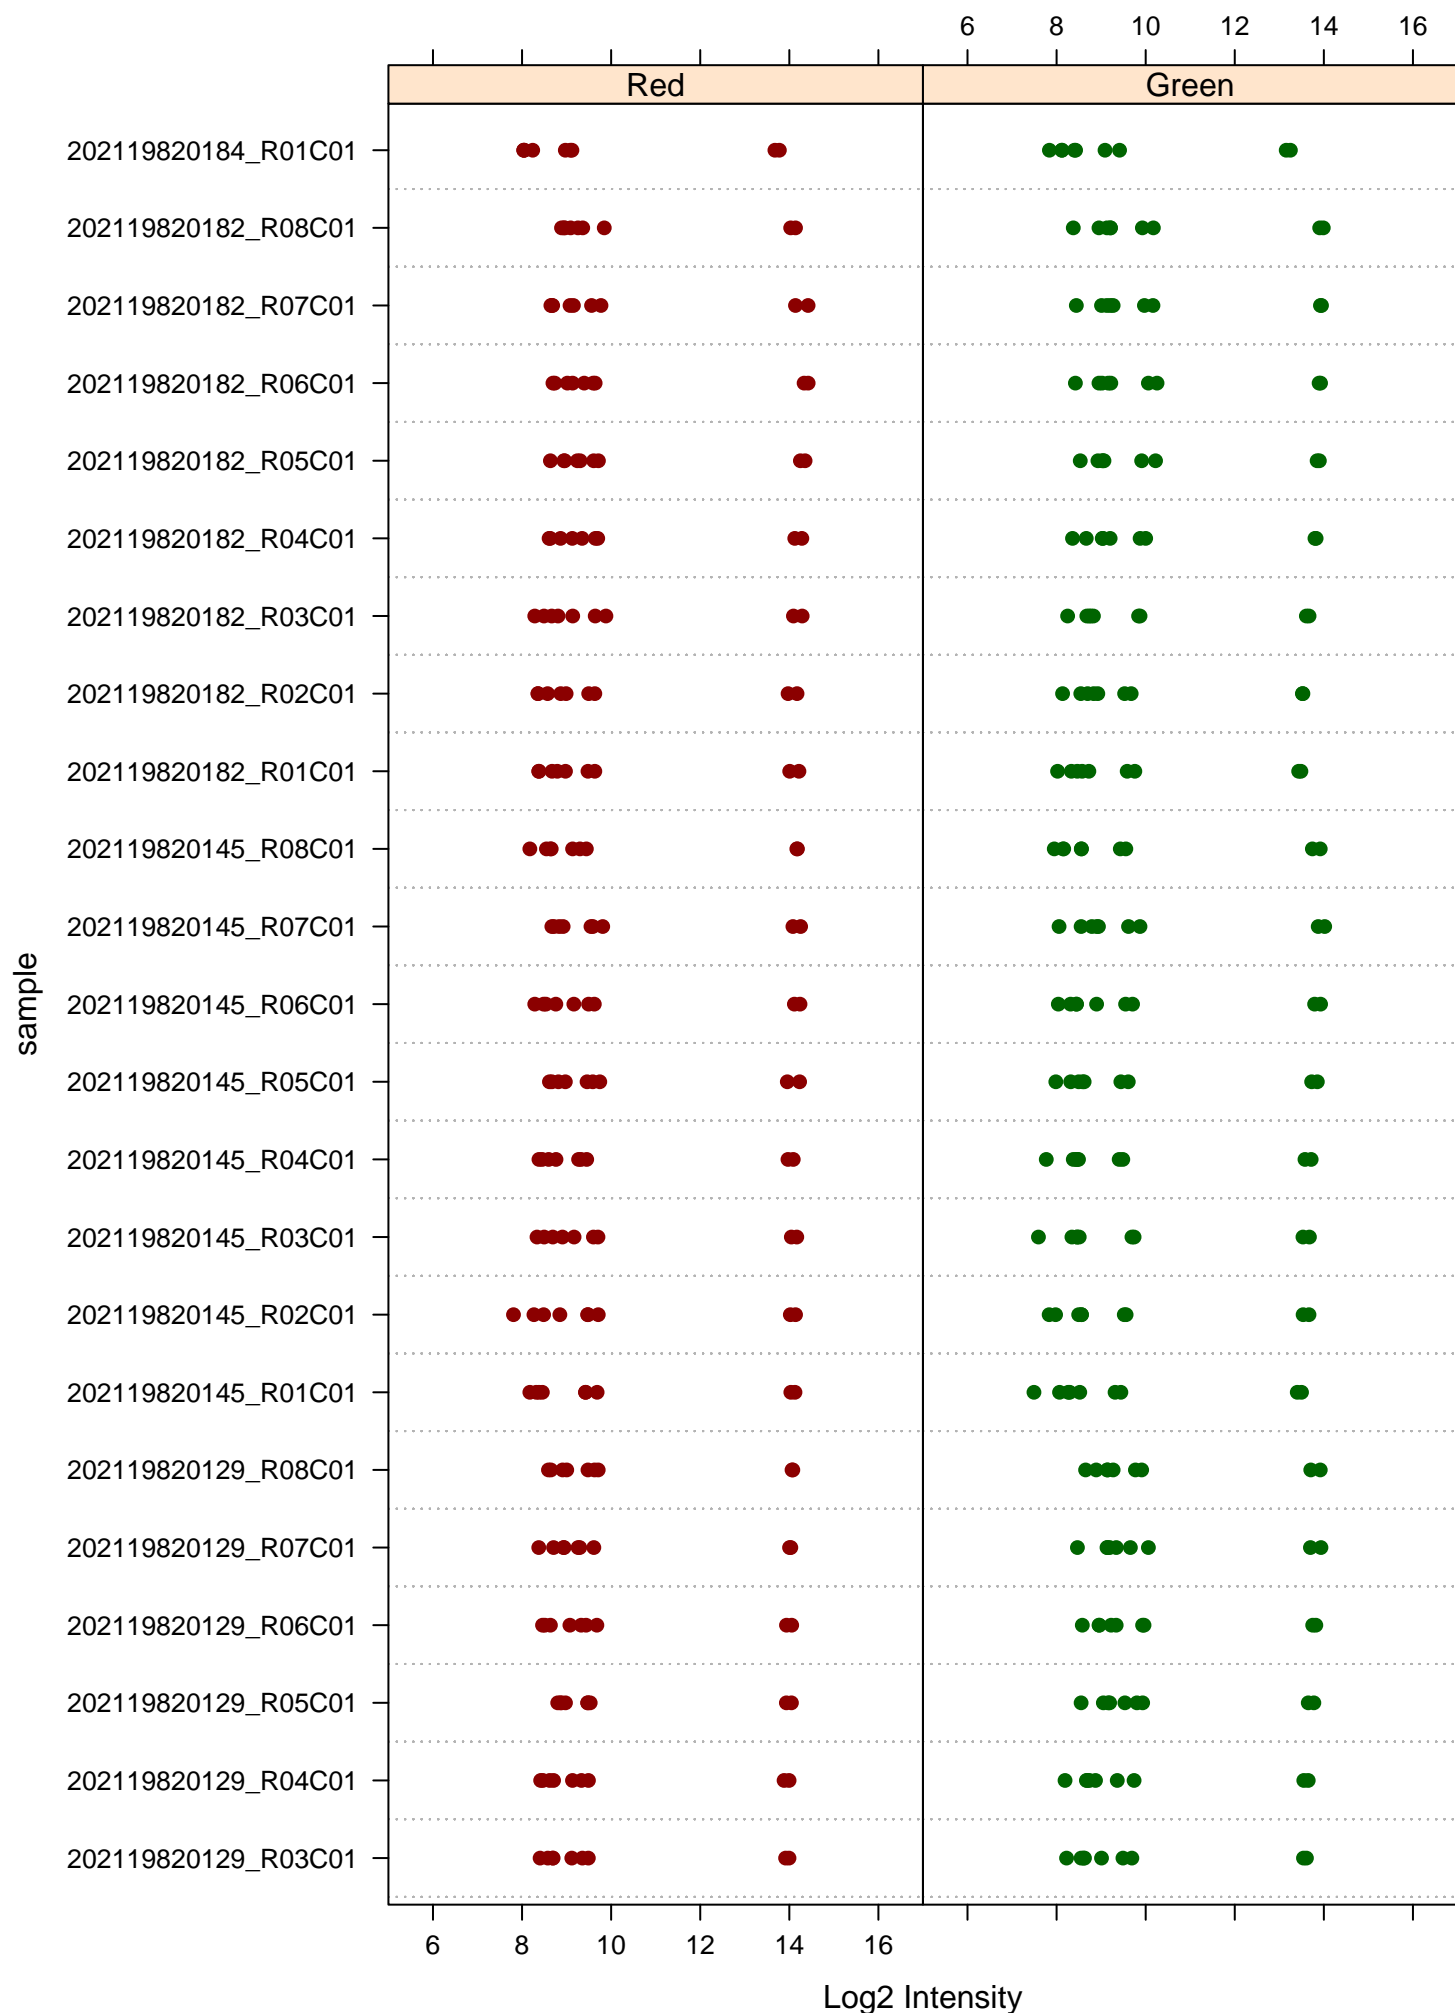 6 8 10 12 14 16
Red Green
202119820184_R01C01
202119820182_R08C01
202119820182_R07C01
202119820182_R06C01
202119820182_R05C01
202119820182_R04C01
202119820182_R03C01
202119820182_R02C01
202119820182_R01C01
202119820145_R08C01
202119820145_R07C01
202119820145_R06C01
202119820145_R05C01
202119820145_R04C01
202119820145_R03C01
202119820145_R02C01
202119820145_R01C01
202119820129_R08C01
202119820129_R07C01
202119820129_R06C01
202119820129_R05C01
202119820129_R04C01
202119820129_R03C01
sample
6 8 10 12 14 16
Log2 Intensity